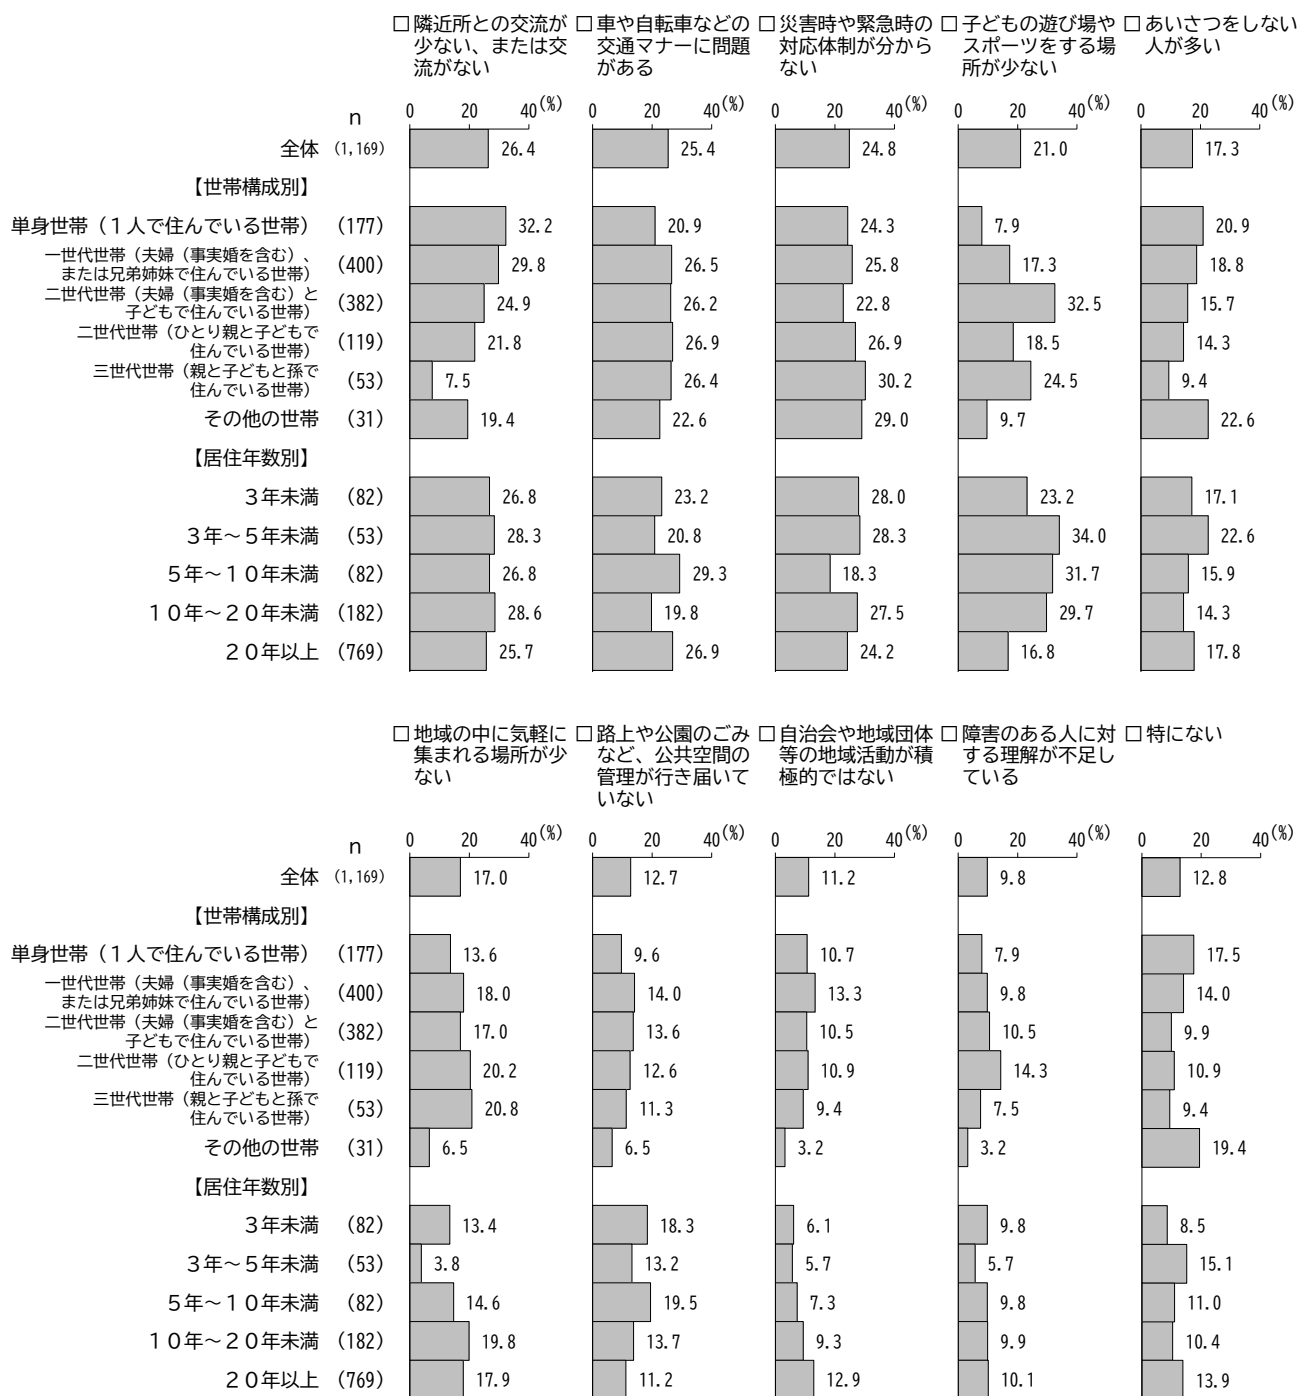 □ 隣近所との交流が
少ない、または交
流がない
□ 車や自転車などの
交通マナーに問題
がある
□ 災害時や緊急時の
対応体制が分から
ない
□ 子どもの遊び場や
スポーツをする場
所が少ない
□ あいさつをしない
人が多い
n
0 20 40 (%) 0 20 40 (%) 0 20 40 (%) 0 20 40 (%) 0 20 40 (%)
全体 (1,169) 26.4 25.4 24.8 21.0 17.3
【世帯構成別】
単身世帯（１人で住んでいる世帯） (177) 32.2 20.9 24.3 7.9 20.9
一世代世帯（夫婦（事実婚を含む）、
または兄弟姉妹で住んでいる世帯） (400) 29.8 26.5 25.8 17.3 18.8
二世代世帯（夫婦（事実婚を含む）と
子どもで住んでいる世帯） (382) 24.9 26.2 22.8 32.5 15.7
二世代世帯（ひとり親と子どもで
住んでいる世帯） (119) 21.8 26.9 26.9 18.5 14.3
三世代世帯（親と子どもと孫で
住んでいる世帯） (53) 7.5 26.4 30.2 24.5 9.4
その他の世帯 (31) 19.4 22.6 29.0 9.7 22.6
【居住年数別】
３年未満 (82) 26.8 23.2 28.0 23.2 17.1
３年～５年未満 (53) 28.3 20.8 28.3 34.0 22.6
５年～１０年未満 (82) 26.8 29.3 18.3 31.7 15.9
１０年～２０年未満 (182) 28.6 19.8 27.5 29.7 14.3
２０年以上 (769) 25.7 26.9 24.2 16.8 17.8
□ 地域の中に気軽に
集まれる場所が少
ない
□ 路上や公園のごみ
など、公共空間の
管理が行き届いて
いない
□ 自治会や地域団体
等の地域活動が積
極的ではない
□ 障害のある人に対
する理解が不足し
ている
□ 特にない
n
0 20 40 (%) 0 20 40 (%) 0 20 40 (%) 0 20 40 (%) 0 20 40 (%)
全体 (1,169) 17.0 12.7 11.2 9.8 12.8
【世帯構成別】
単身世帯（１人で住んでいる世帯） (177) 13.6 9.6 10.7 7.9 17.5
一世代世帯（夫婦（事実婚を含む）、
または兄弟姉妹で住んでいる世帯） (400) 18.0 14.0 13.3 9.8 14.0
二世代世帯（夫婦（事実婚を含む）と
子どもで住んでいる世帯） (382) 17.0 13.6 10.5 10.5 9.9
二世代世帯（ひとり親と子どもで
住んでいる世帯） (119) 20.2 12.6 10.9 14.3 10.9
三世代世帯（親と子どもと孫で
住んでいる世帯） (53) 20.8 11.3 9.4 7.5 9.4
その他の世帯 (31) 6.5 6.5 3.2 3.2 19.4
【居住年数別】
３年未満 (82) 13.4 18.3 6.1 9.8 8.5
３年～５年未満 (53) 3.8 13.2 5.7 5.7 15.1
５年～１０年未満 (82) 14.6 19.5 7.3 9.8 11.0
１０年～２０年未満 (182) 19.8 13.7 9.3 9.9 10.4
２０年以上 (769) 17.9 11.2 12.9 10.1 13.9